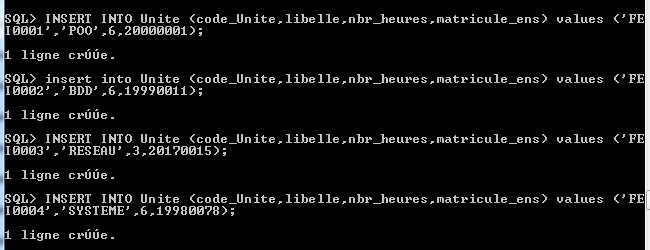 SQL> INSERT INTO Unite (code_Unite,libelle,nbr_heures,matricule_ens) values ('FE
I0001','POO',6,20000001);
1 ligne crÚÚe.
SQL> insert into Unite (code_Unite,libelle,nbr_heures,matricule_ens) values ('FE
I0002','BDD',6,19990011);
1 ligne crÚÚe.
SQL> INSERT INTO Unite (code_Unite,libelle,nbr_heures,matricule_ens) values ('FE
I0003','RESEAU',3,20170015);
1 ligne crÚÚe.
SQL> INSERT INTO Unite (code_Unite,libelle,nbr_heures,matricule_ens) values ('FE
I0004','SYSTEME',6,19980078);
1 ligne crÚÚe.